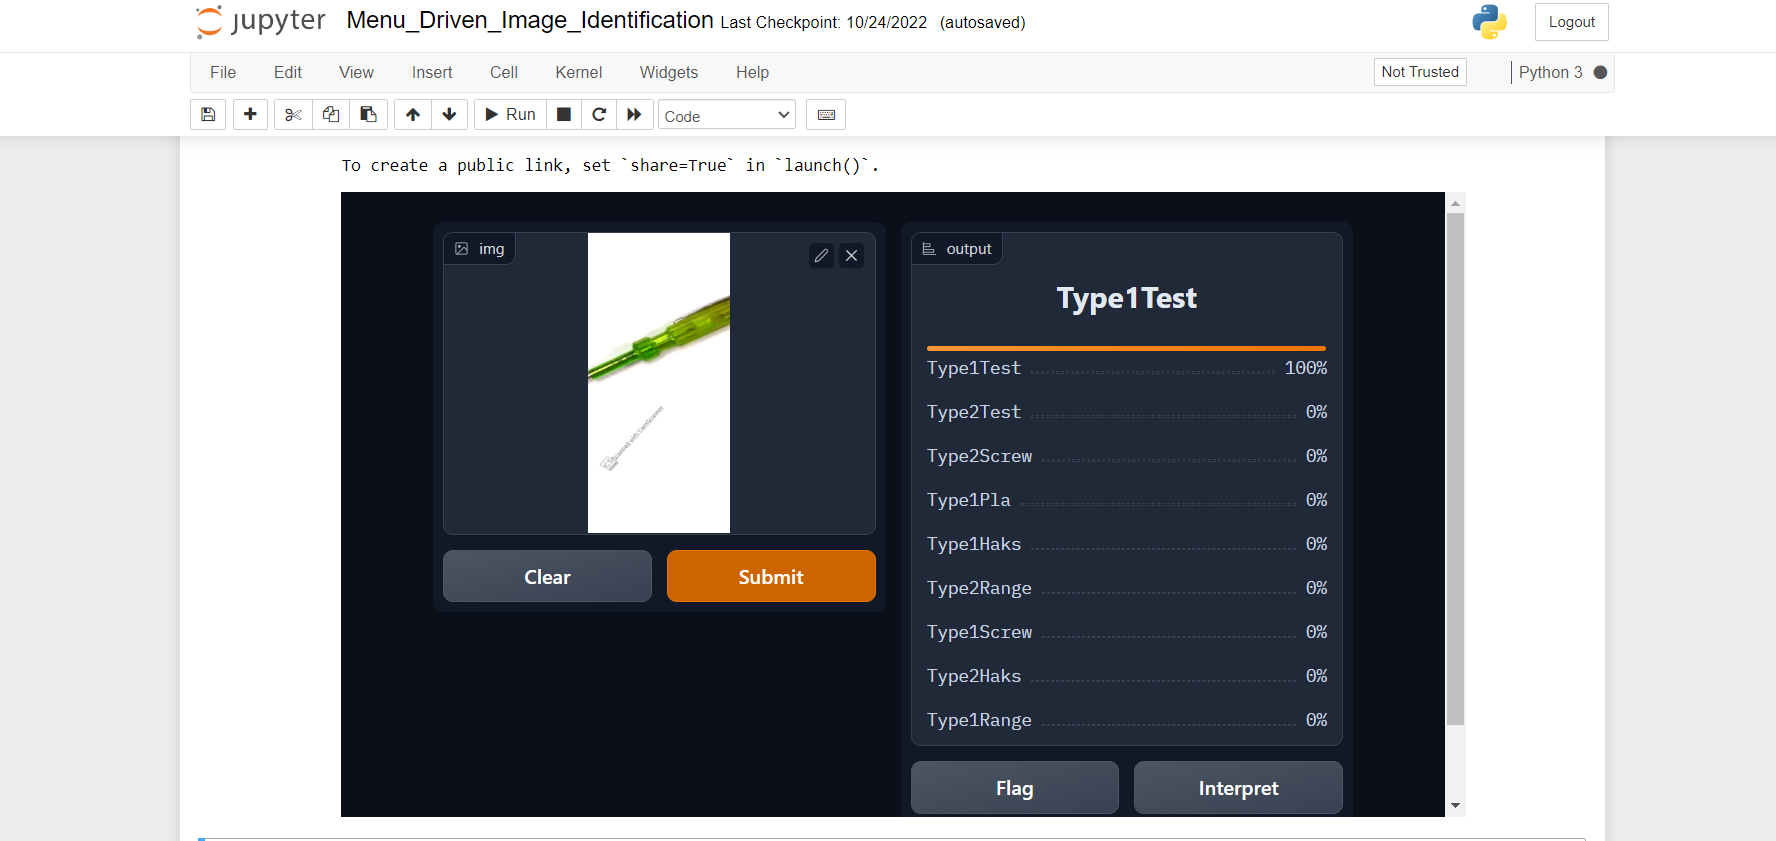 jupyter Menu_Driven_Image_Identification Last Checkpoint: 10/24/2022 (autosaved) Logout
File Edit View Insert Cell Kernel Widgets Help Not Trusted Python 3
Run Code
To create a public link, set `share=True` in `launch()`.
img
Scanned with CamScanner
CS
Clear Submit
output
Type1Test
Type1Test 100%
Type2Test 0%
Type2Screw 0%
Type1Pla 0%
Type1Haks 0%
Type2Range 0%
Type1Screw 0%
Type2Haks 0%
Type1Range 0%
Flag Interpret